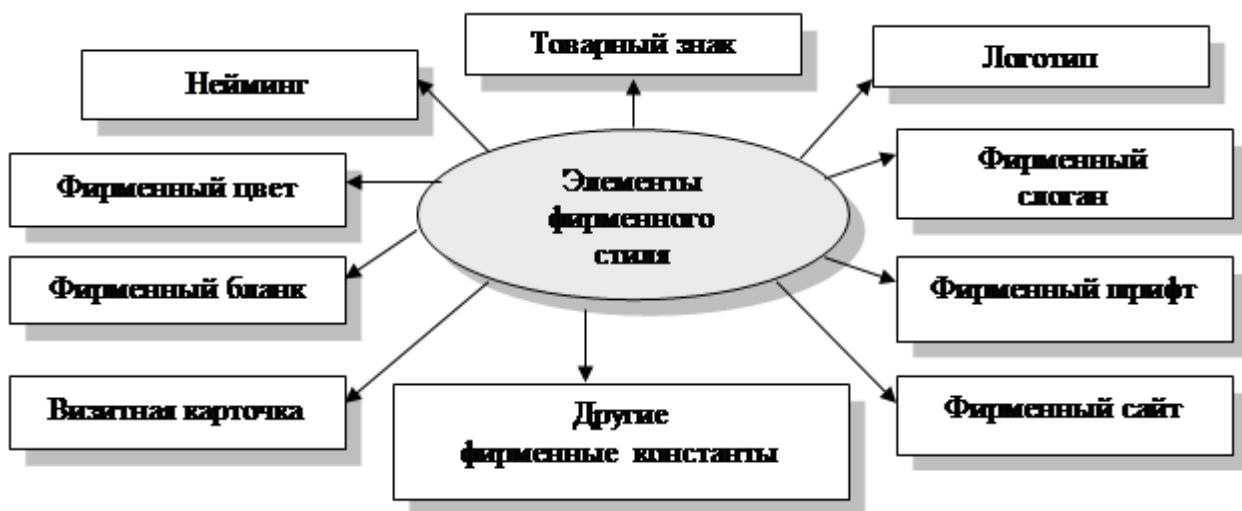 Товарный знак
Логотип
Нейминг
Фирменный
слоган
Фирменный цвет
Элементы
фирменного
стиля
Фирменный бланк
Фирменный шрифт
Визитная карточка
Другие
фирменные константы
Фирменный сайт